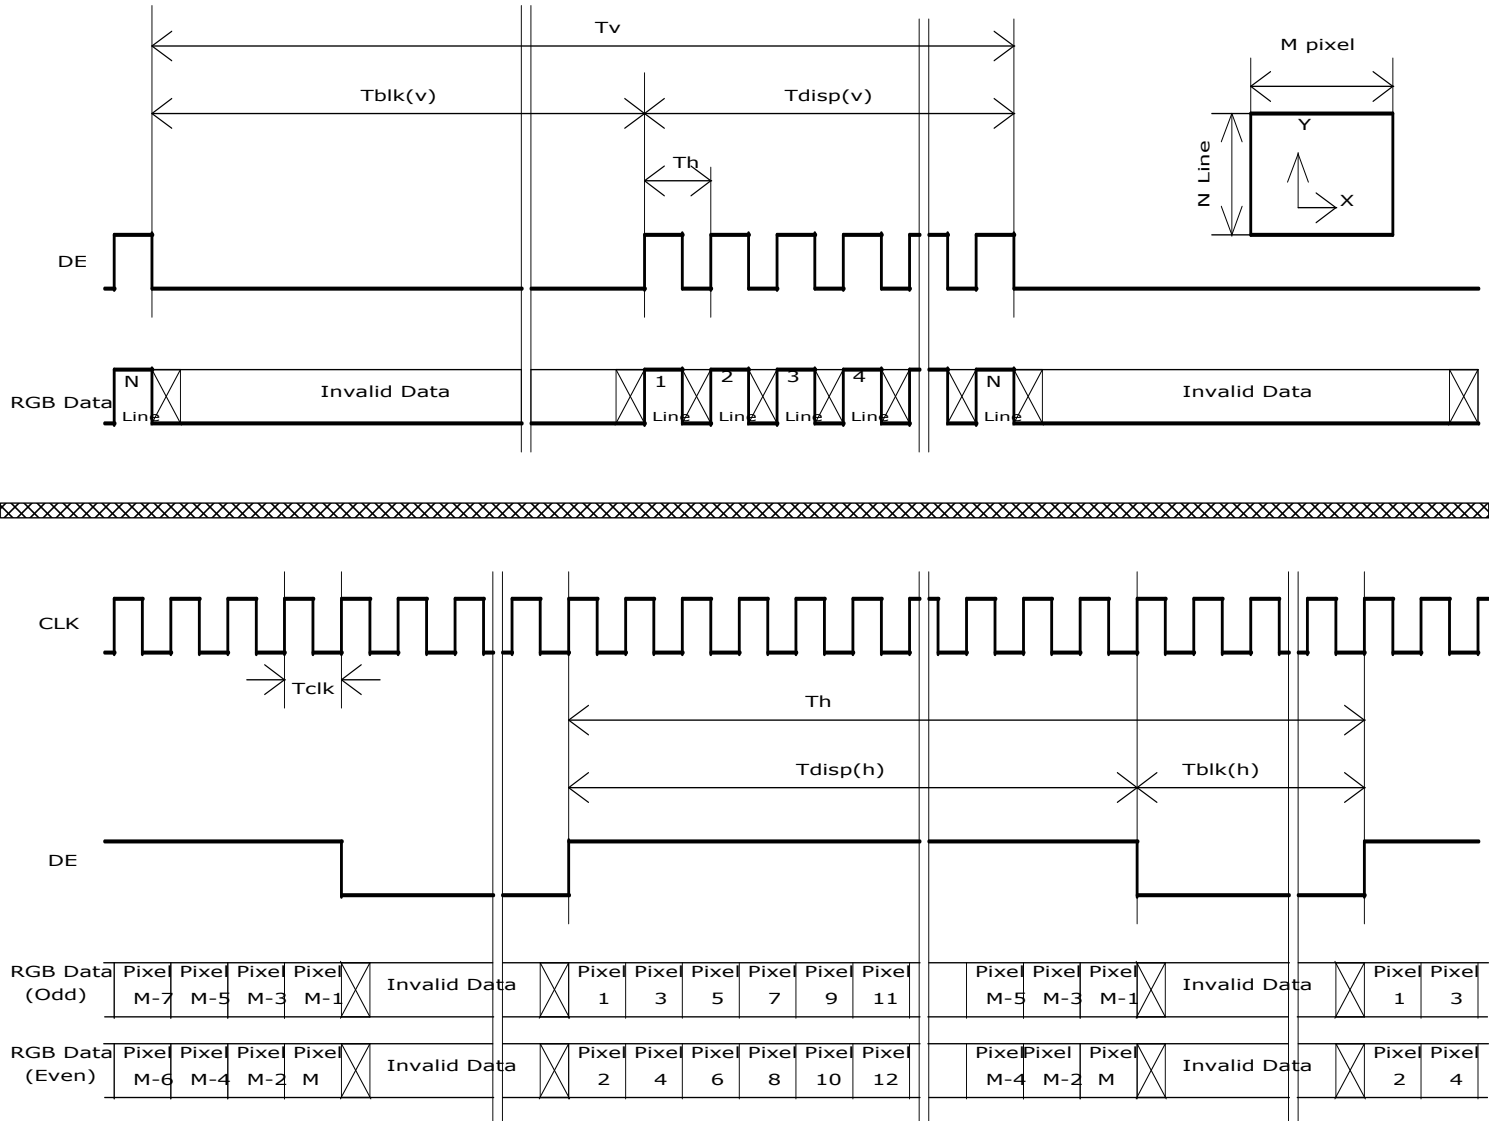 Tv
M pixel
Tblk(v) Tdisp(v)
Th
Y
N Line
X
DE
RGB Data N Line Invalid Data 1 Line 2 Line 3 Line 4 Line N Line Invalid Data
CLK
Tclk
Th
Tdisp(h) Tblk(h)
DE
RGB Data Pixel Pixel Pixel Pixel Invalid Data Pixel Pixel Pixel Pixel Pixel Pixel Pixel Pixel Pixel Invalid Data Pixel Pixel
(Odd) M-7 M-5 M-3 M-1 1 3 5 7 9 11 M-5 M-3 M-1 1 3
RGB Data Pixel Pixel Pixel Pixel Invalid Data Pixel Pixel Pixel Pixel Pixel Pixel Pixel Pixel Pixel Invalid Data Pixel Pixel
(Even) M-6 M-4 M-2 M 2 4 6 8 10 12 M-4 M-2 M 2 4